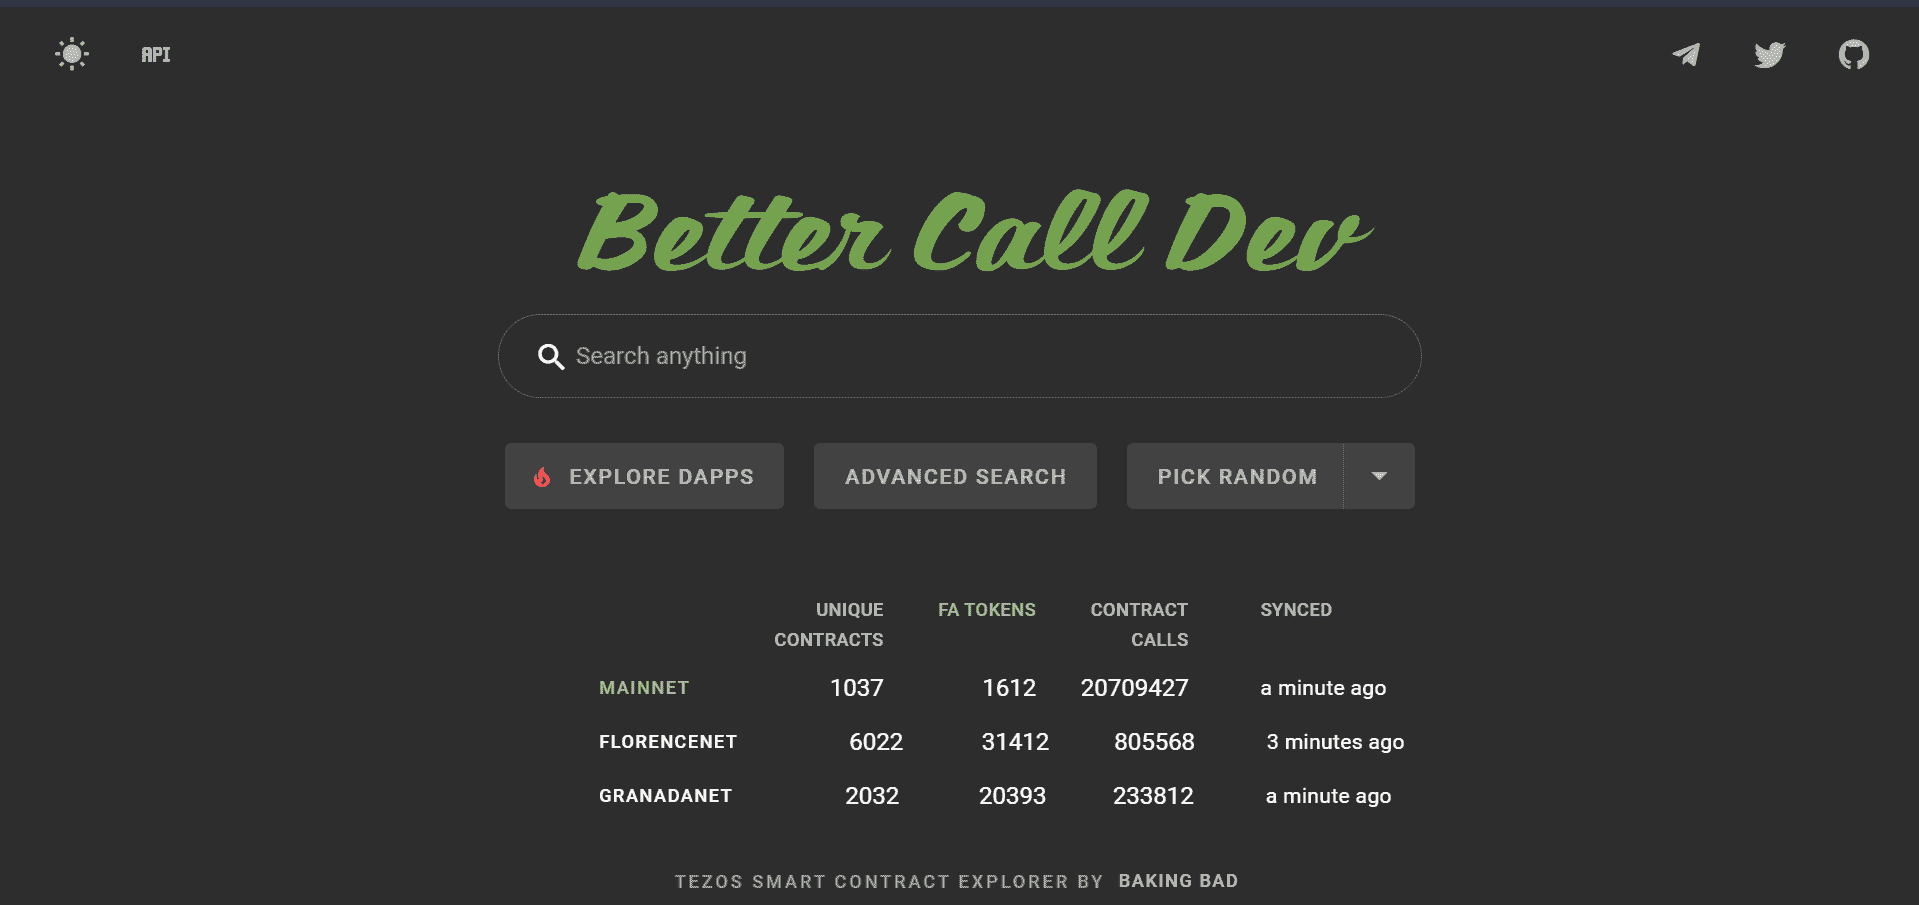 API
Better Call Dev
Search anything
EXPLORE DAPPS ADVANCED SEARCH PICK RANDOM
UNIQUE CONTRACTS FA TOKENS CONTRACT CALLS SYNCED
MAINNET 1037 1612 20709427 a minute ago
FLORENCENET 6022 31412 805568 3 minutes ago
GRANADANET 2032 20393 233812 a minute ago
TEZOS SMART CONTRACT EXPLORER BY BAKING BAD